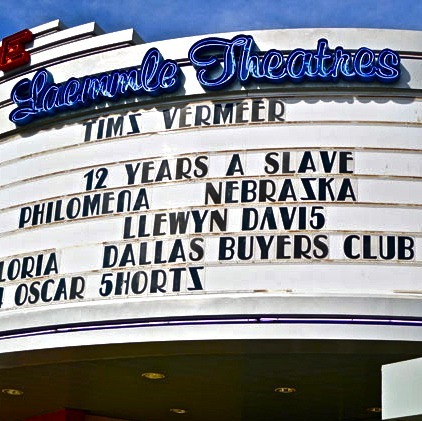 Laemmle Theatres
TIMS VERMEER
12 YEARS A SLAVE
PHILOMENA NEBRASKA
LLEWYN DAVIS
LORIA DALLAS BUYERS CLUB
OSCAR SHORTS